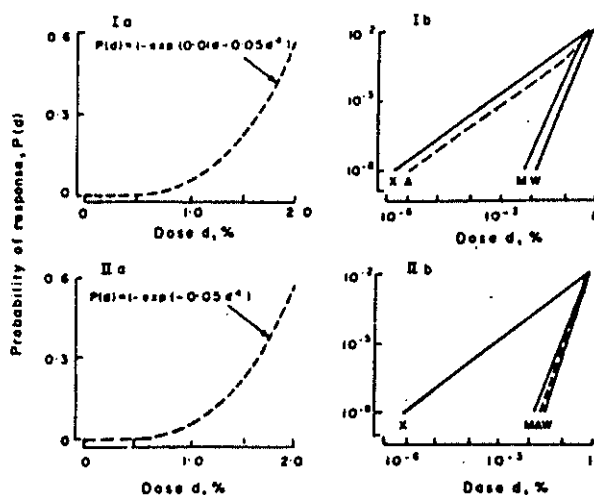 Ia
0.6
P(d)=(1-exp(0.01d-0.05d⁴)
0.3
0
0 1.0 2.0
Dose d, %
Ib
10⁻²
10⁻⁵
10⁻⁸
X A M W
10⁻⁶ 10⁻³
Dose d, %
Probability of response, P(d)
IIa
0.6
P(d)=(1-exp(-0.05d⁴)
0.3
0
0 1.0 2.0
Dose d, %
IIb
10⁻²
10⁻⁵
10⁻⁸
X MAW
10⁻⁶ 10⁻³ 1
Dose d, %